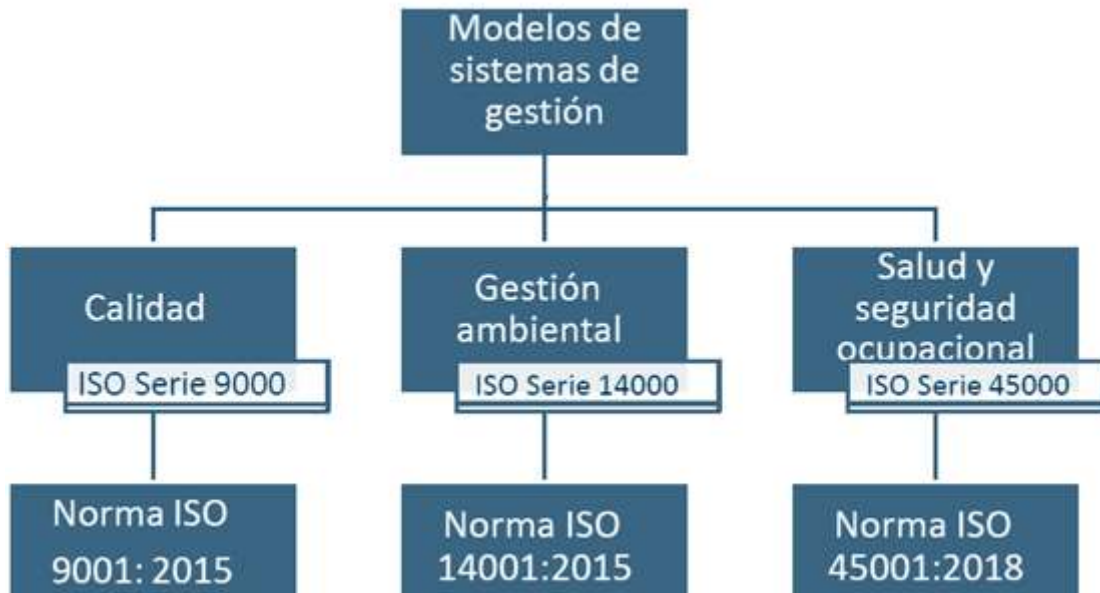 Modelos de
sistemas de
gestión
Calidad
ISO Serie 9000
Gestión
ambiental
ISO Serie 14000
Salud y
seguridad
ocupacional
ISO Serie 45000
Norma ISO
9001: 2015
Norma ISO
14001:2015
Norma ISO
45001:2018